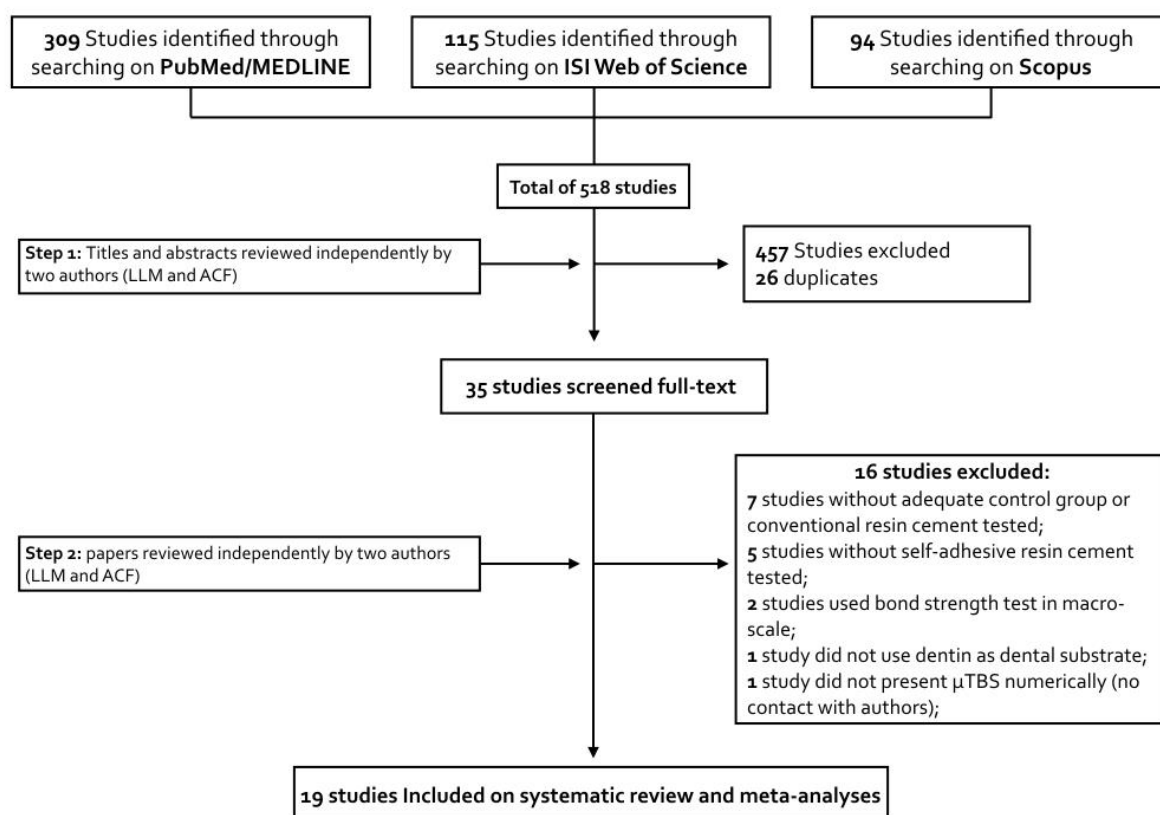 309 Studies identified through
searching on PubMed/MEDLINE
115 Studies identified through
searching on ISI Web of Science
94 Studies identified through
searching on Scopus
Total of 518 studies
Step 1: Titles and abstracts reviewed independently by
two authors (LLM and ACF)
457 Studies excluded
26 duplicates
35 studies screened full-text
Step 2: papers reviewed independently by two authors
(LLM and ACF)
16 studies excluded:
7 studies without adequate control group or
conventional resin cement tested;
5 studies without self-adhesive resin cement
tested;
2 studies used bond strength test in macro-
scale;
1 study did not use dentin as dental substrate;
1 study did not present µTBS numerically (no
contact with authors);
19 studies Included on systematic review and meta-analyses